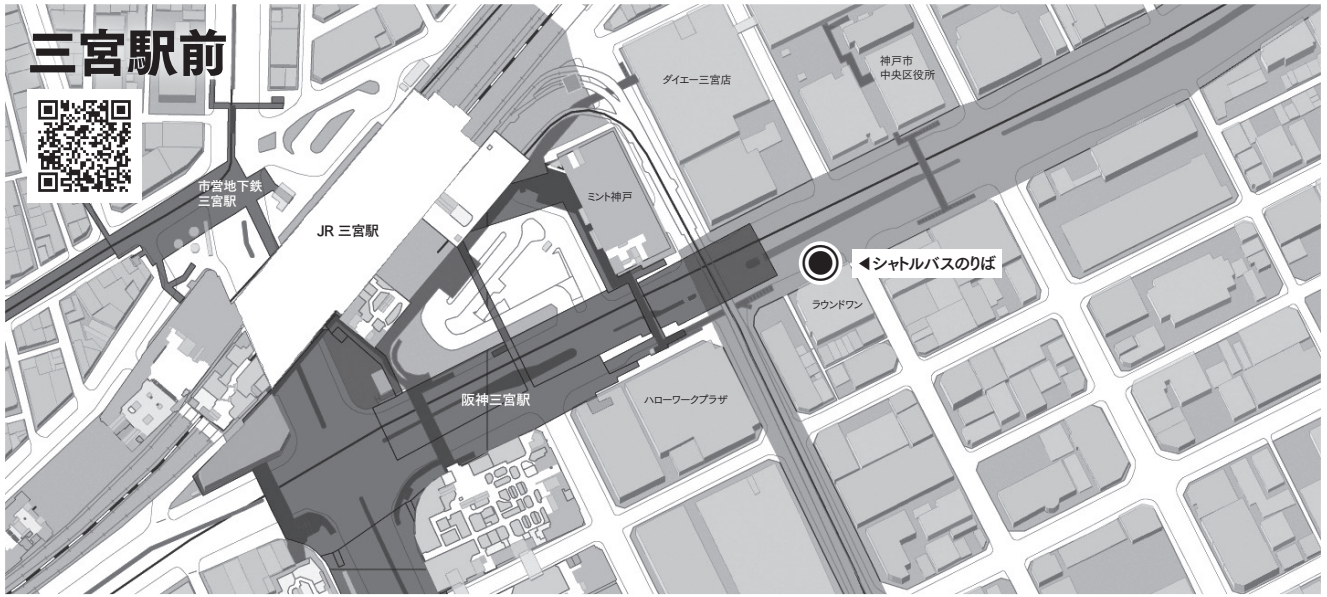 三宮駅前
ダイエー三宮店
神戸市
中央区役所
市営地下鉄
三宮駅
ミント神戸
JR 三宮駅
◀シャトルバスのりば
ラウンドワン
阪神三宮駅
ハローワークプラザ